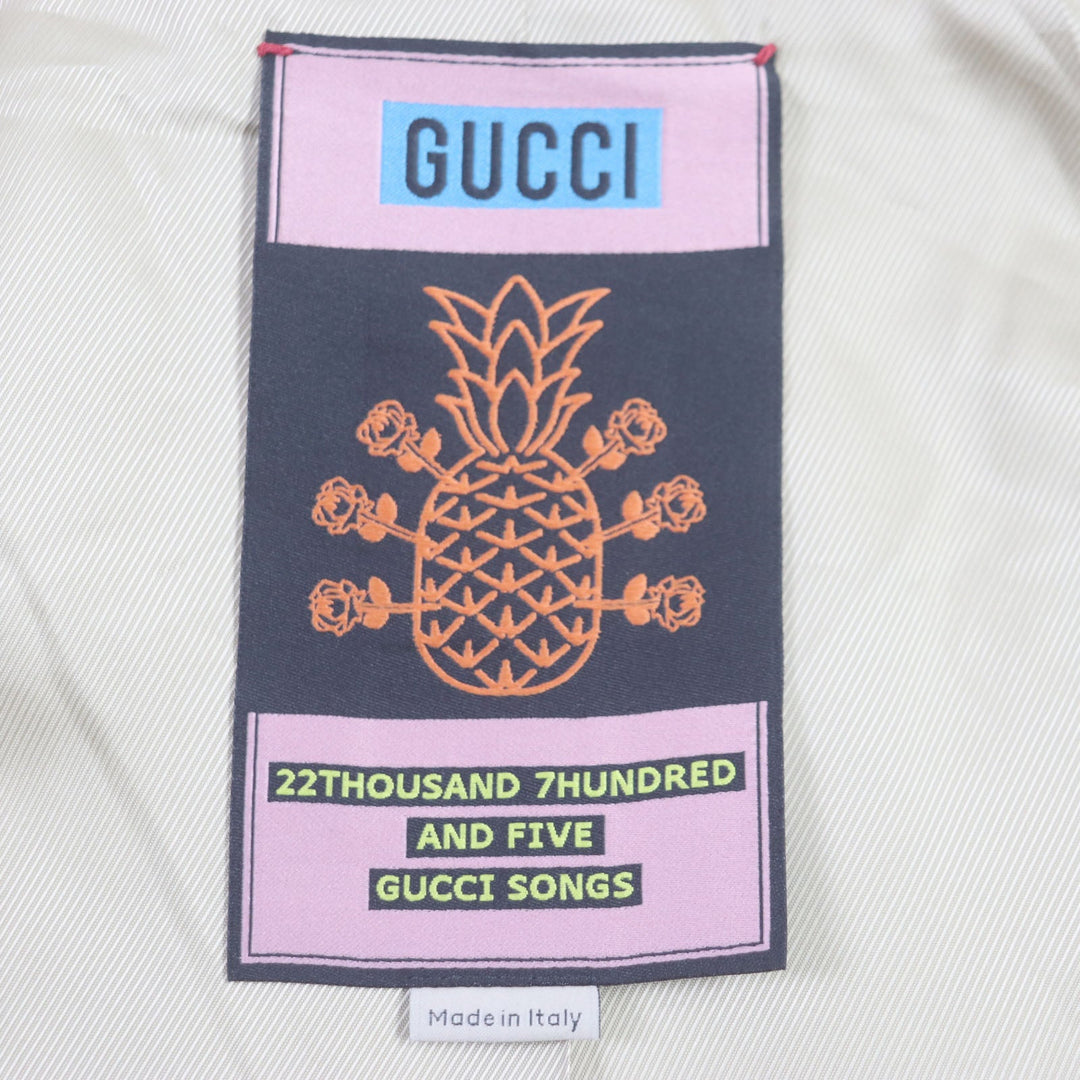 GUCCI
22THOUSAND 7HUNDRED
AND FIVE
GUCCI SONGS
Made in Italy